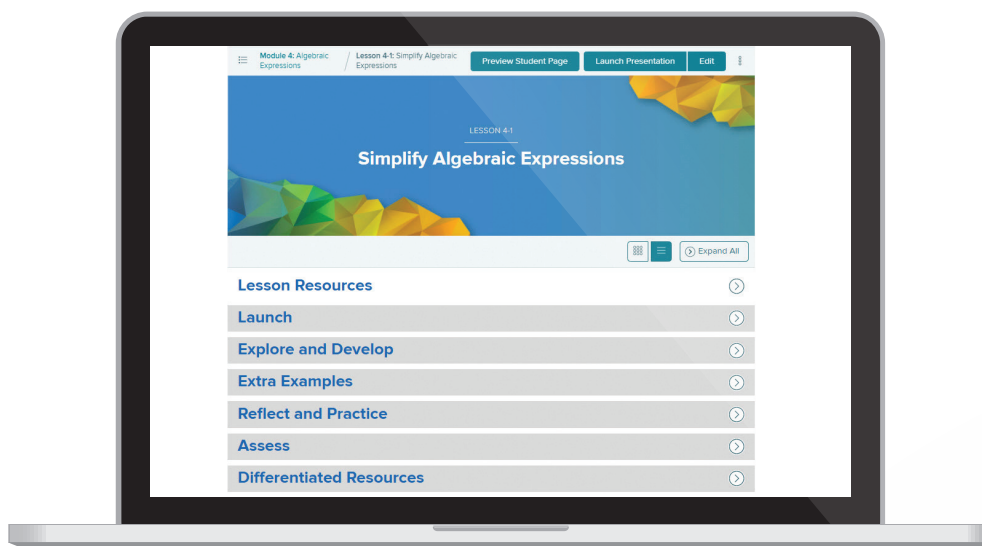 Module 4: Algebraic
Expressions
Lesson 4-1: Simplify Algebraic
Expressions
Preview Student Page
Launch Presentation
Edit
LESSON 4-1
Simplify Algebraic Expressions
Expand All
Lesson Resources
Launch
Explore and Develop
Extra Examples
Reflect and Practice
Assess
Differentiated Resources